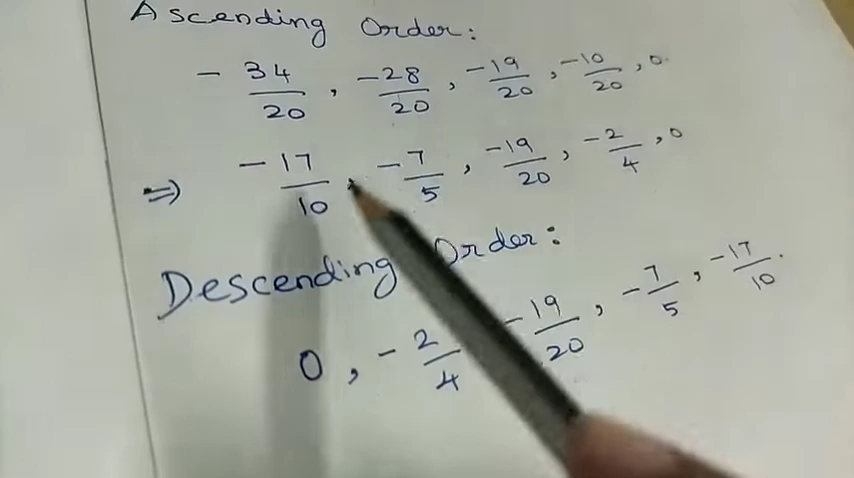 Ascending Order:
- 34/20, -28/20, -19/20, -10/20, 0.
⇒ -17/10, -7/5, -19/20, -2/4, 0
Descending Order:
0, -2/4 -19/20, -7/5, -17/10.